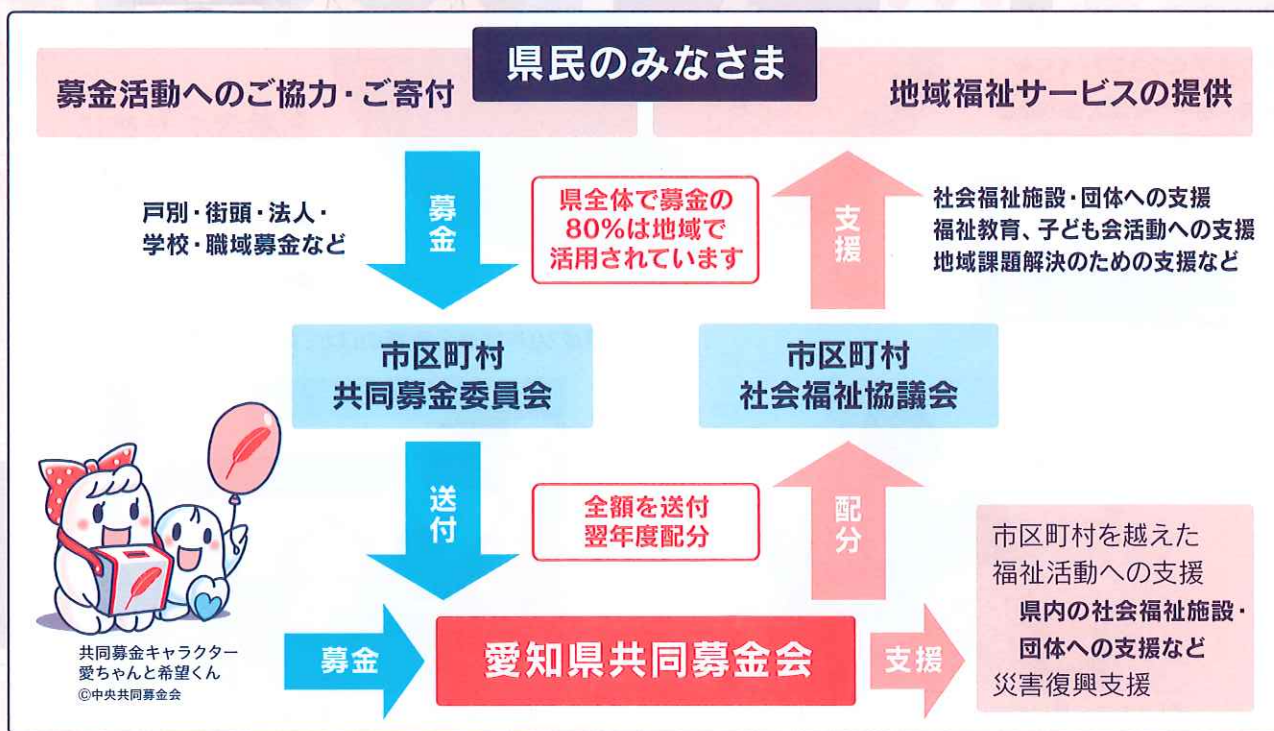 県民のみなさま
募金活動へのご協力・ご寄付
地域福祉サービスの提供
戸別・街頭・法人・
学校・職域募金など
募金
県全体で募金の
80%は地域で
活用されています
支援
社会福祉施設・団体への支援
福祉教育、子ども会活動への支援
地域課題解決のための支援など
市区町村
共同募金委員会
市区町村
社会福祉協議会
送付
全額を送付
翌年度配分
配分
市区町村を越えた
福祉活動への支援
県内の社会福祉施設・
団体への支援など
災害復興支援
共同募金キャラクター
愛ちゃんと希望くん
©中央共同募金会
募金
愛知県共同募金会
支援